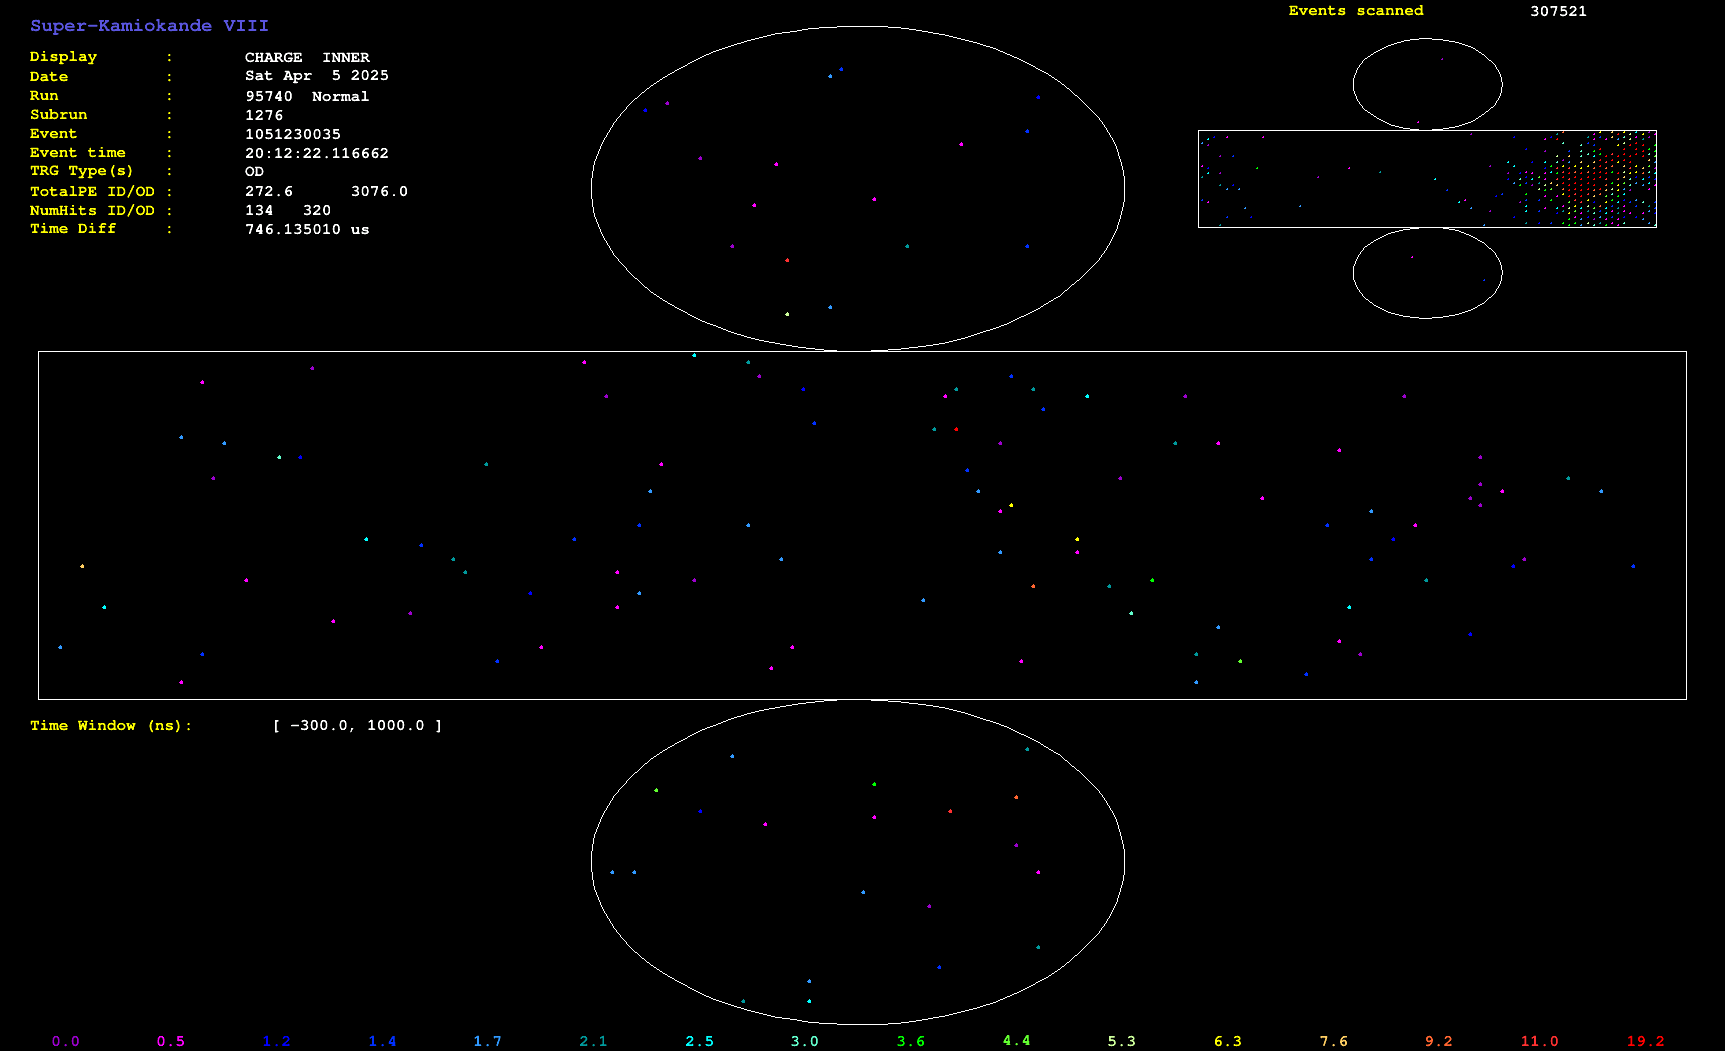 Super-Kamiokande VIII
Events scanned 307521
Display : CHARGE INNER
Date : Sat Apr 5 2025
Run : 95740 Normal
Subrun : 1276
Event : 1051230035
Event time : 20:12:22.116662
TRG Type(s) : OD
TotalPE ID/OD : 272.6 3076.0
NumHits ID/OD : 134 320
Time Diff : 746.135010 us
Time Window (ns): [ -300.0, 1000.0 ]
0.0 0.5 1.2 1.4 1.7 2.1 2.5 3.0 3.6 4.4 5.3 6.3 7.6 9.2 11.0 19.2